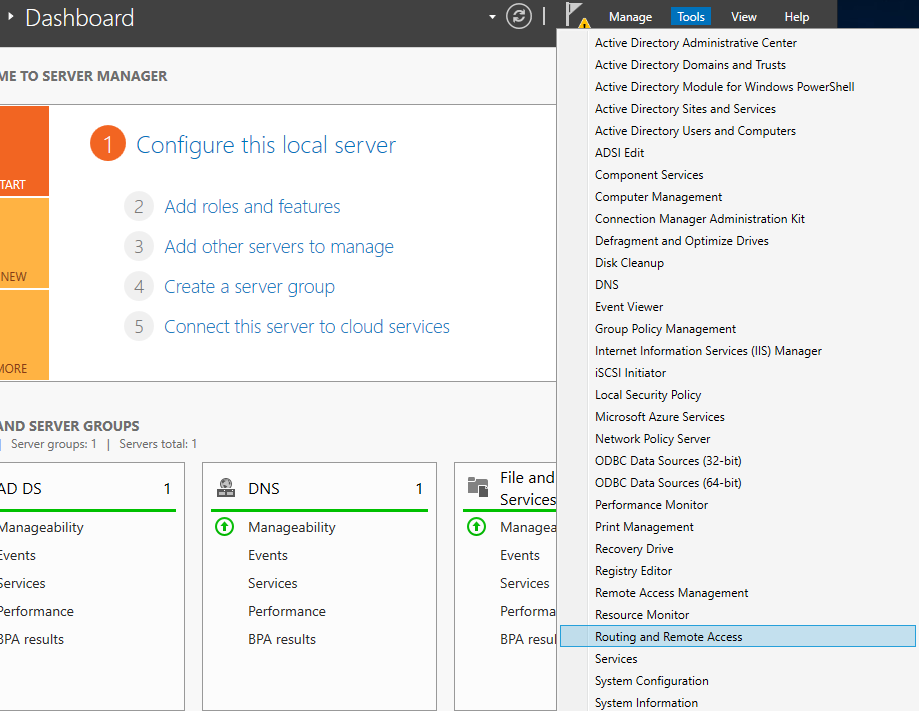 Dashboard
Manage
Tools
View
Help
ME TO SERVER MANAGER
TART
NEW
MORE
1 Configure this local server
2 Add roles and features
3 Add other servers to manage
4 Create a server group
5 Connect this server to cloud services
AND SERVER GROUPS
| Server groups: 1 | Servers total: 1
AD DS 1
Manageability
Events
Services
Performance
BPA results
DNS 1
Manageability
Events
Services
Performance
BPA results
File and
Services
Managea
Events
Services
Performa
BPA resul
Active Directory Administrative Center
Active Directory Domains and Trusts
Active Directory Module for Windows PowerShell
Active Directory Sites and Services
Active Directory Users and Computers
ADSI Edit
Component Services
Computer Management
Connection Manager Administration Kit
Defragment and Optimize Drives
Disk Cleanup
DNS
Event Viewer
Group Policy Management
Internet Information Services (IIS) Manager
iSCSI Initiator
Local Security Policy
Microsoft Azure Services
Network Policy Server
ODBC Data Sources (32-bit)
ODBC Data Sources (64-bit)
Performance Monitor
Print Management
Recovery Drive
Registry Editor
Remote Access Management
Resource Monitor
Routing and Remote Access
Services
System Configuration
System Information